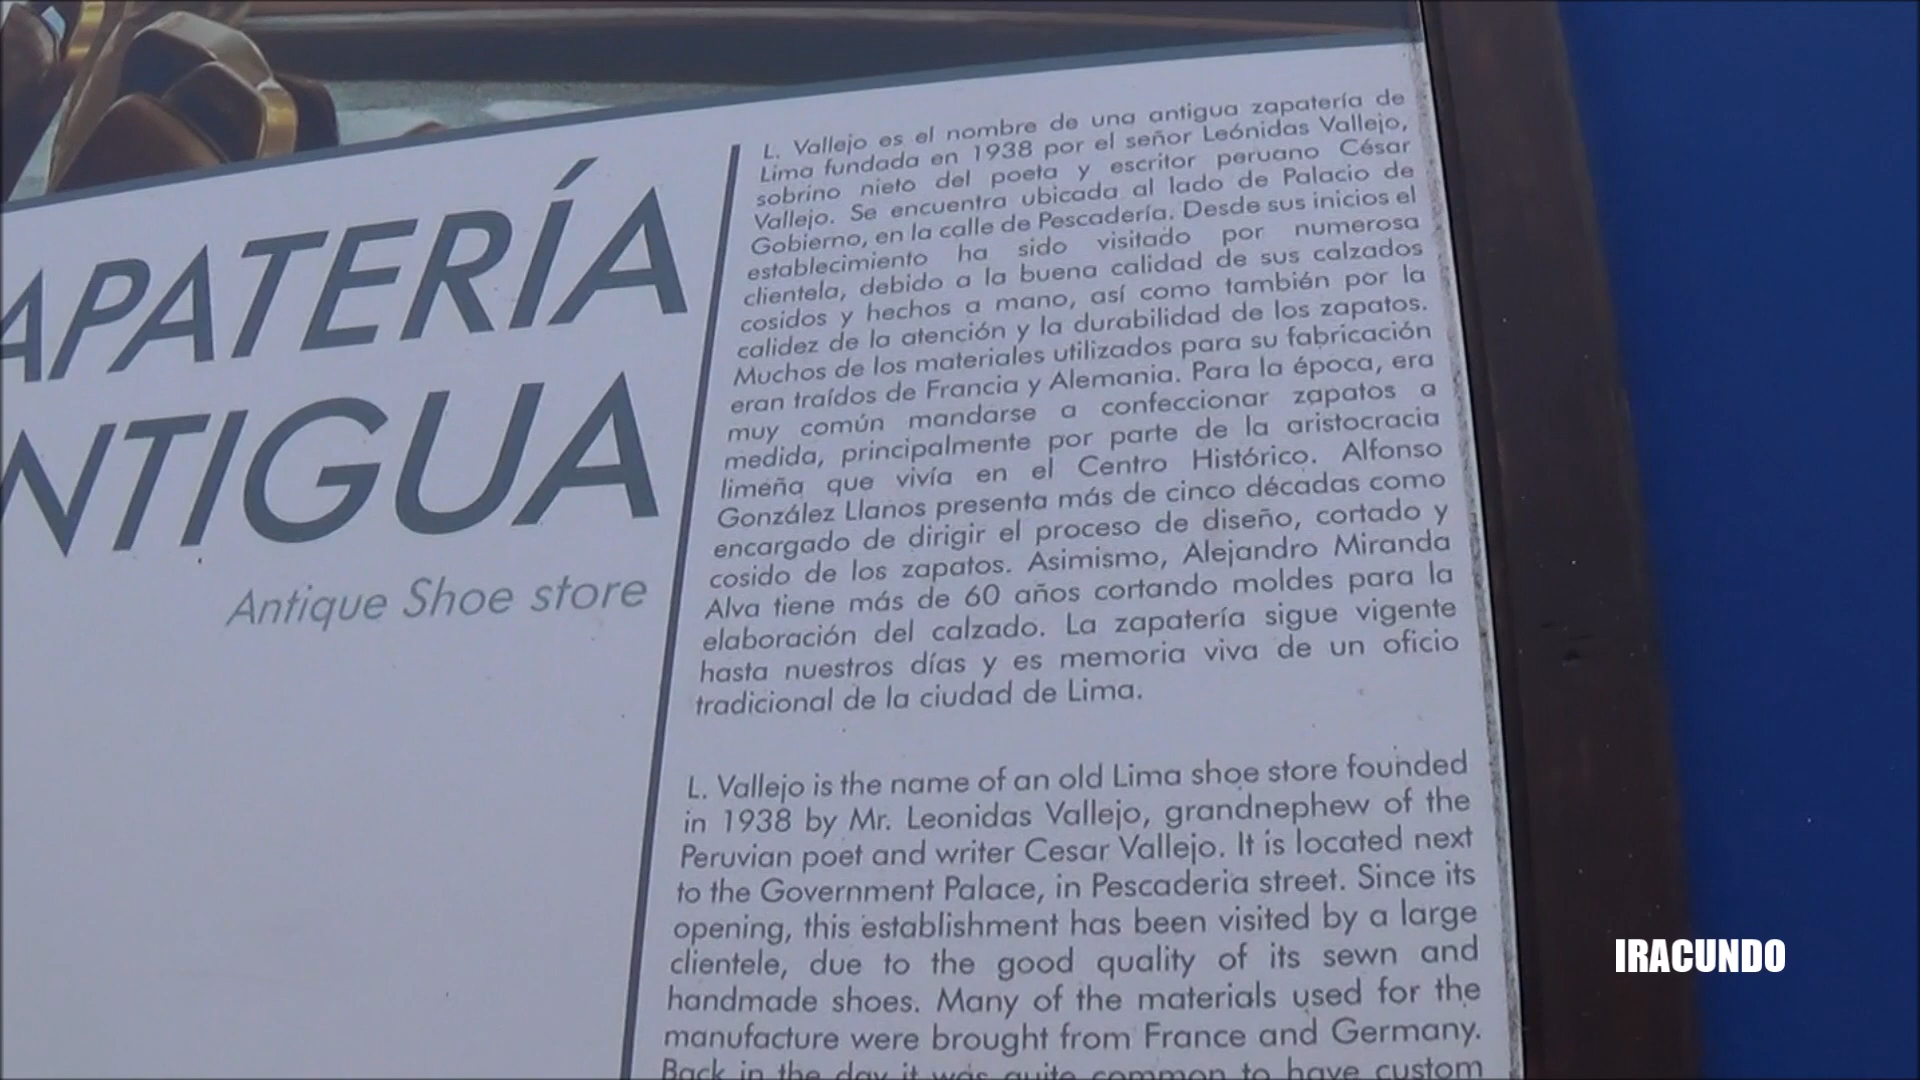 APATERÍA
NTIGUA
Antique Shoe store
L. Vallejo es el nombre de una antigua zapatería de
Lima fundada en 1938 por el señor Leónidas Vallejo,
sobrino nieto del poeta y escritor peruano César
Vallejo. Se encuentra ubicada al lado de Palacio de
Gobierno, en la calle de Pescadería. Desde sus inicios el
establecimiento ha sido visitado por numerosa
clientela, debido a la buena calidad de sus calzados
cosidos y hechos a mano, así como también por la
calidez de la atención y la durabilidad de los zapatos.
Muchos de los materiales utilizados para su fabricación
eran traídos de Francia y Alemania. Para la época, era
muy común mandarse a confeccionar zapatos a
medida, principalmente por parte de la aristocracia
limeña que vivía en el Centro Histórico. Alfonso
González Llanos presenta más de cinco décadas como
encargado de dirigir el proceso de diseño, cortado y
cosido de los zapatos. Asimismo, Alejandro Miranda
Alva tiene más de 60 años cortando moldes para la
elaboración del calzado. La zapatería sigue vigente
hasta nuestros días y es memoria viva de un oficio
tradicional de la ciudad de Lima.
L. Vallejo is the name of an old Lima shoe store founded
in 1938 by Mr. Leonidas Vallejo, grandnephew of the
Peruvian poet and writer Cesar Vallejo. It is located next
to the Government Palace, in Pescaderia street. Since its
opening, this establishment has been visited by a large
clientele, due to the good quality of its sewn and
handmade shoes. Many of the materials used for the
manufacture were brought from France and Germany.
Back in the day it was quite common to have custom
IRACUNDO